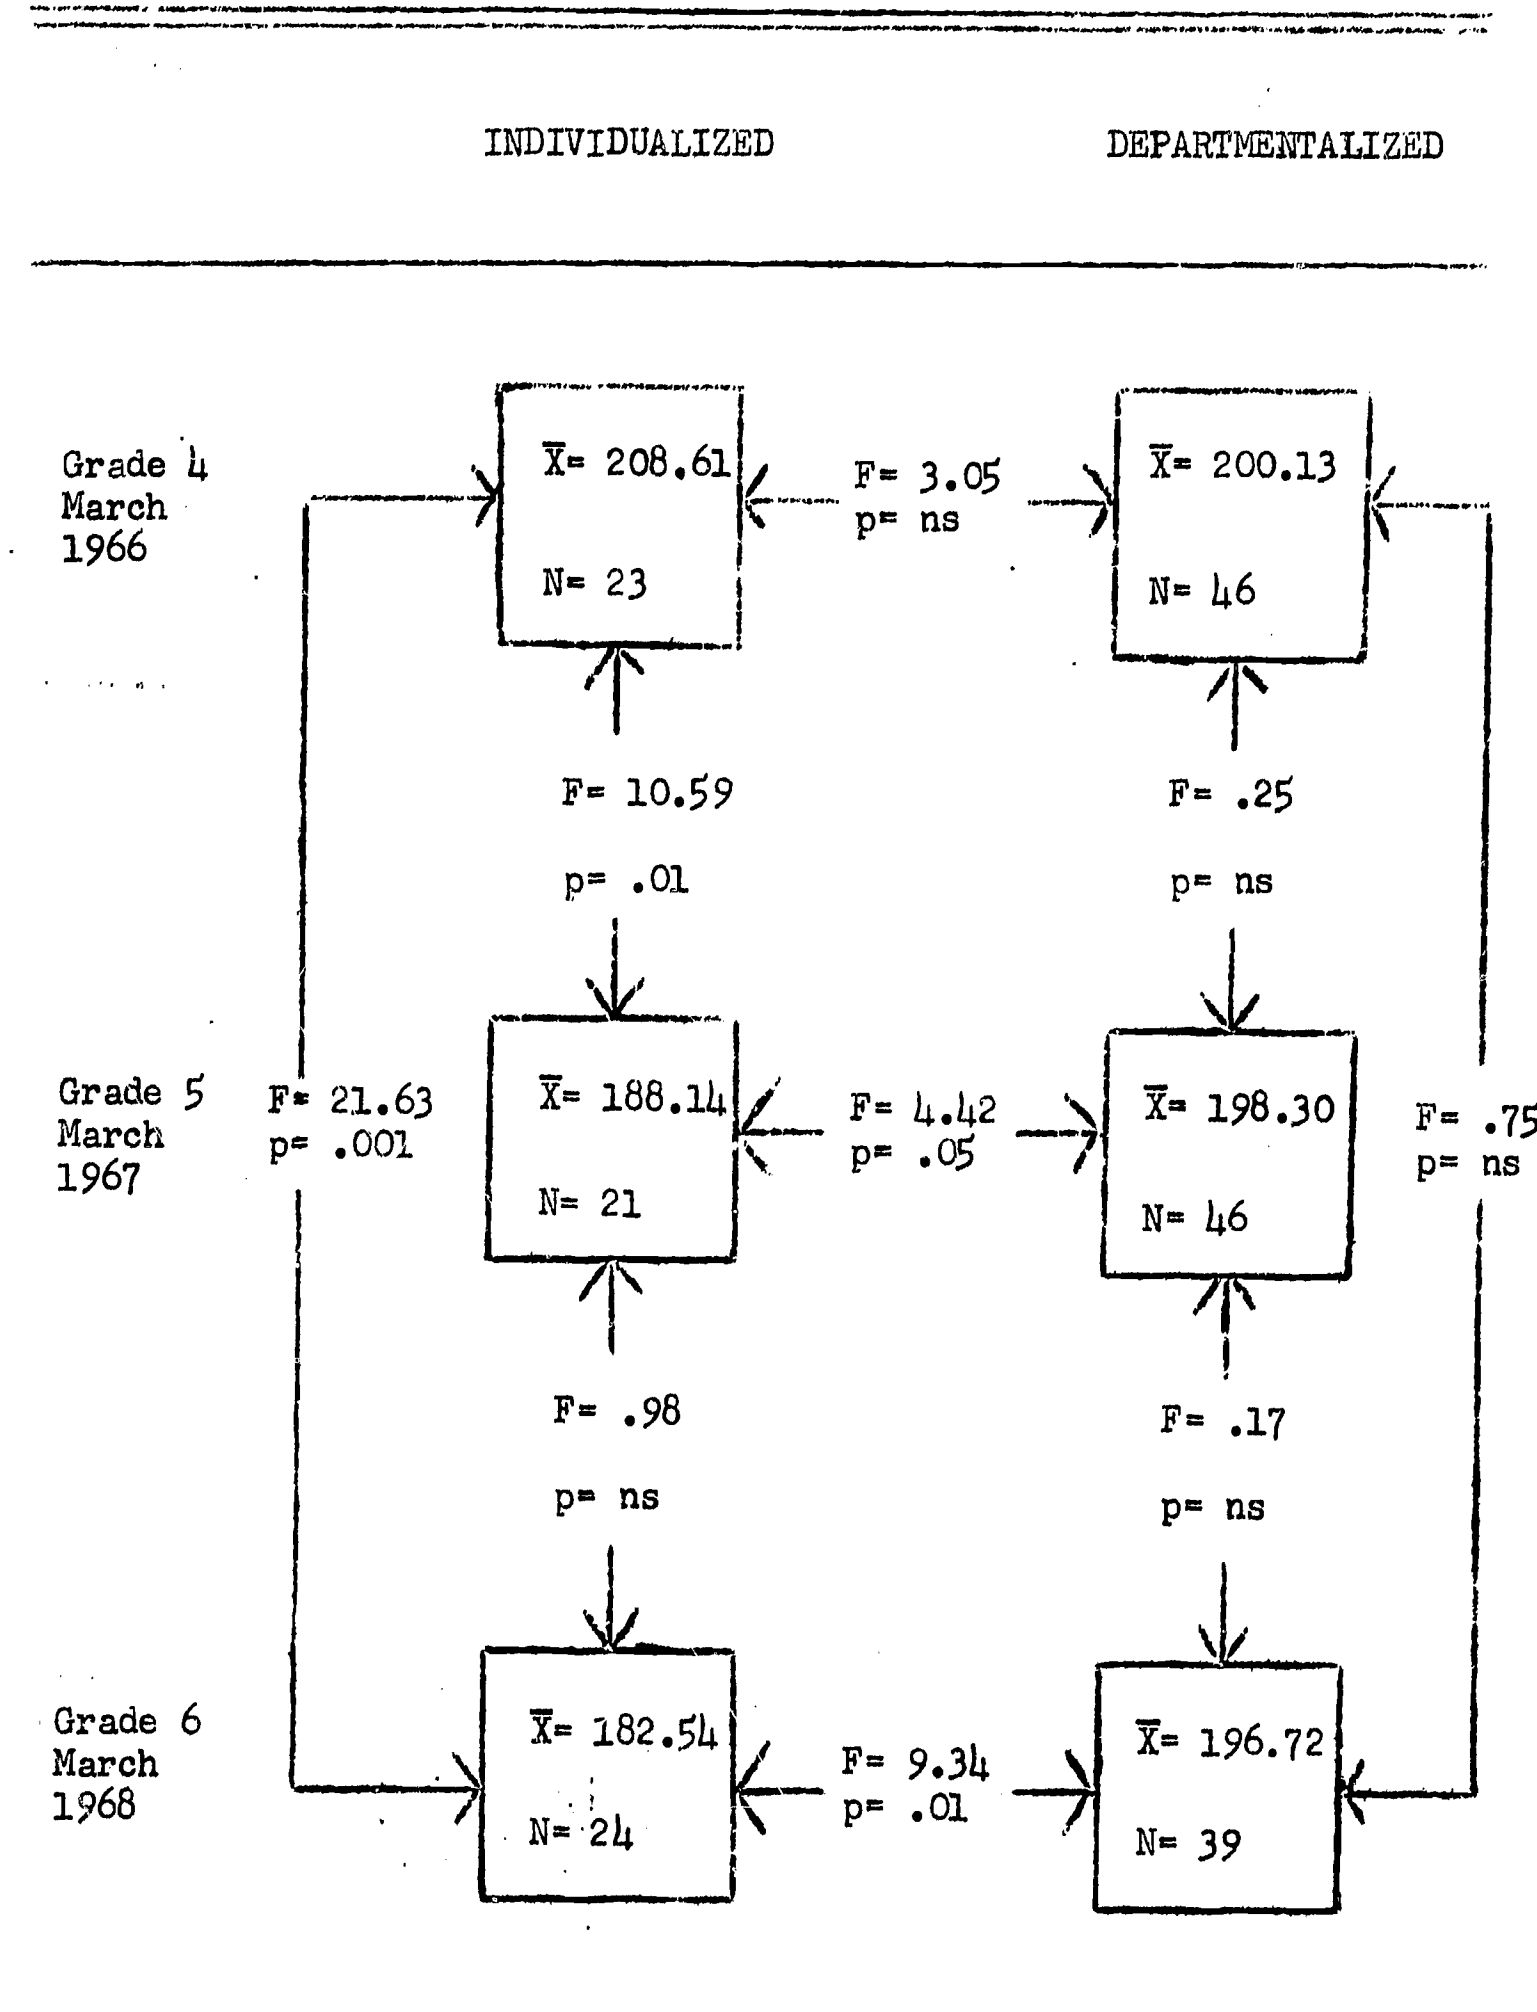 INDIVIDUALIZED DEPARTMENTALIZED
Grade 4
March
1966
X̅= 208.61
N= 23
F= 3.05
p= ns
X̅= 200.13
N= 46
F= 10.59
p= .01
F= .25
p= ns
Grade 5
March
1967
F= 21.63
p= .001
X̅= 188.14
N= 21
F= 4.42
p= .05
X̅= 198.30
N= 46
F= .75
p= ns
F= .98
p= ns
F= .17
p= ns
Grade 6
March
1968
X̅= 182.54
N= 24
F= 9.34
p= .01
X̅= 196.72
N= 39